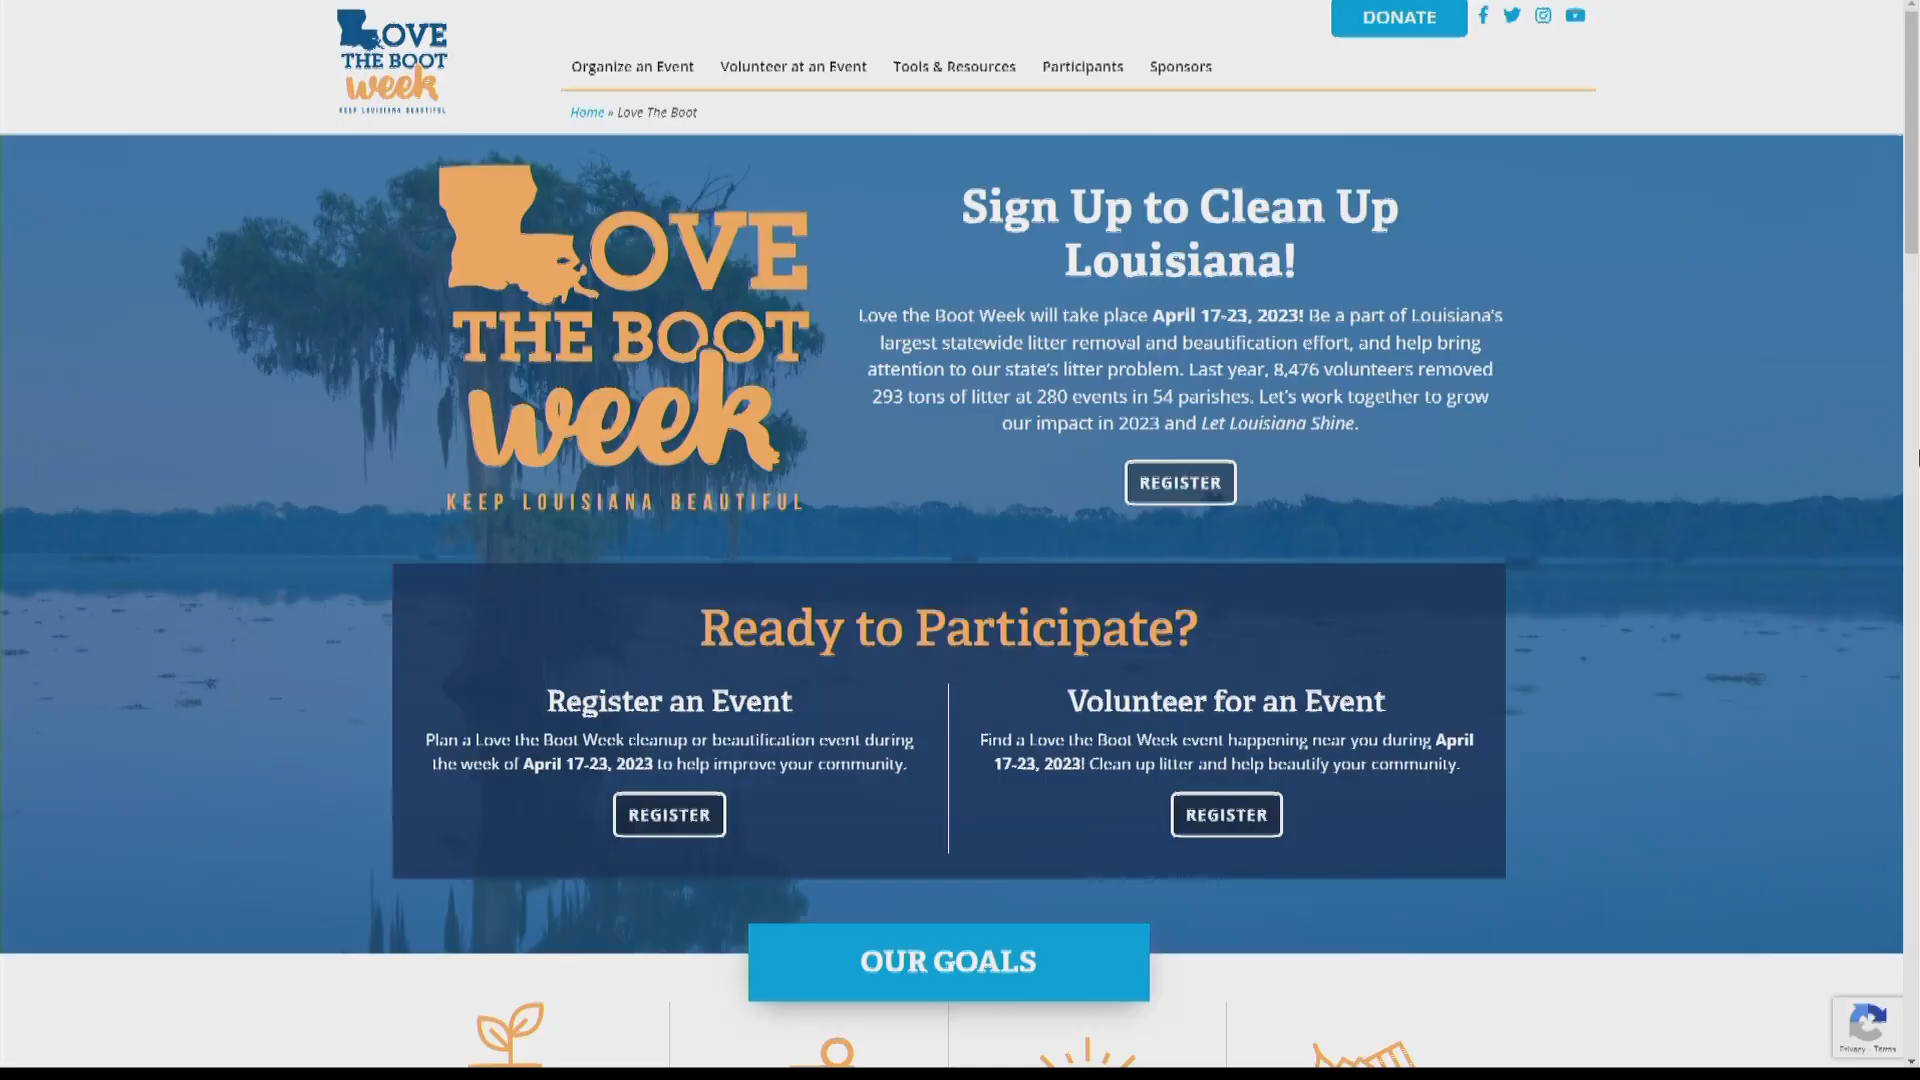 LOVE
THE BOOT
week
KEEP LOUISIANA BEAUTIFUL
DONATE
Organize an Event
Volunteer at an Event
Tools & Resources
Participants
Sponsors
Home » Love The Boot
LOVE
THE BOOT
week
KEEP LOUISIANA BEAUTIFUL
Sign Up to Clean Up
Louisiana!
Love the Boot Week will take place April 17-23, 2023! Be a part of Louisiana's
largest statewide litter removal and beautification effort, and help bring
attention to our state's litter problem. Last year, 8,476 volunteers removed
293 tons of litter at 280 events in 54 parishes. Let's work together to grow
our impact in 2023 and Let Louisiana Shine.
REGISTER
Ready to Participate?
Register an Event
Plan a Love the Boot Week cleanup or beautification event during
the week of April 17-23, 2023 to help improve your community.
REGISTER
Volunteer for an Event
Find a Love the Boot Week event happening near you during April
17-23, 2023! Clean up litter and help beautify your community.
REGISTER
OUR GOALS
Privacy - Terms